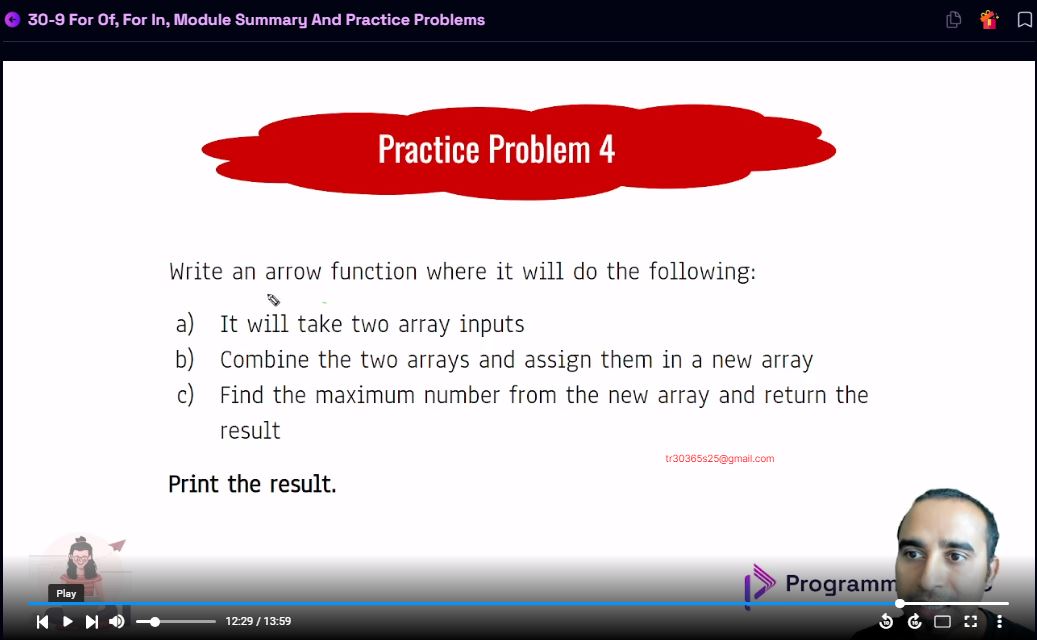 30-9 For Of, For In, Module Summary And Practice Problems
Practice Problem 4
Write an arrow function where it will do the following:
a) It will take two array inputs
b) Combine the two arrays and assign them in a new array
c) Find the maximum number from the new array and return the
result
tr30365s25@gmail.com
Print the result.
Play
12:29 / 13:59